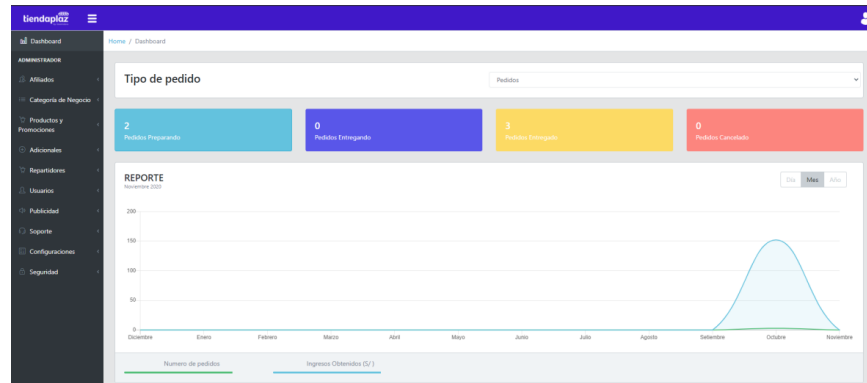 tiendaplaz
Dashboard
Home / Dashboard
ADMINISTRADOR
Afiliados
Categoría de Negocio
Productos y
Promociones
Adicionales
Repartidores
Usuarios
Publicidad
Soporte
Configuraciones
Seguridad
Tipo de pedido
Pedidos
2
Pedidos Preparando
0
Pedidos Entregando
3
Pedidos Entregado
0
Pedidos Cancelado
REPORTE
Noviembre 2020
Día Mes Año
200
150
100
50
0
Diciembre Enero Febrero Marzo Abril Mayo Junio Julio Agosto Setiembre Octubre Noviembre
Numero de pedidos Ingresos Obtenidos (S/ )